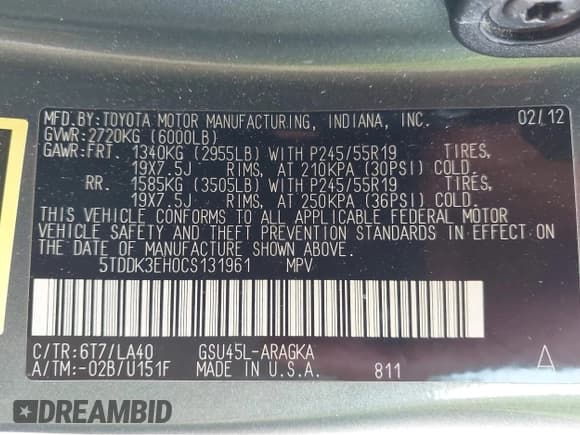 MFD.BY:TOYOTA MOTOR MANUFACTURING, INDIANA, INC. 02/12
GVWR:2720KG (6000LB)
GAWR:FRT. 1340KG (2955LB) WITH P245/55R19 TIRES,
19X7.5J RIMS, AT 210KPA (30PSI) COLD.
RR. 1585KG (3505LB) WITH P245/55R19 TIRES,
19X7.5J RIMS, AT 250KPA (36PSI) COLD.
THIS VEHICLE CONFORMS TO ALL APPLICABLE FEDERAL MOTOR
VEHICLE SAFETY AND THEFT PREVENTION STANDARDS IN EFFECT ON
THE DATE OF MANUFACTURE SHOWN ABOVE.
5TDDK3EH0CS131961 MPV
C/TR:6T7/LA40 GSU45L-ARAGKA
A/TM:-02B/U151F MADE IN U.S.A. 811 A
DREAMBID